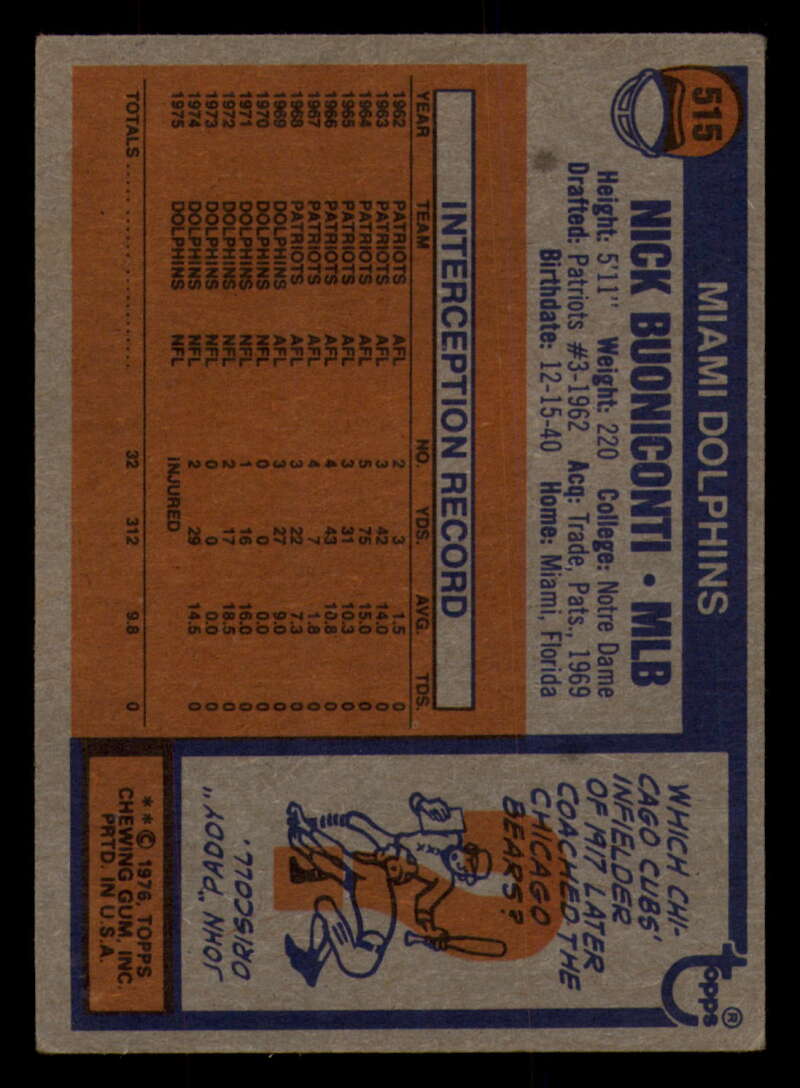 515
MIAMI DOLPHINS
NICK BUONICONTI • MLB
Height: 5'11" Weight: 220 College: Notre Dame
Drafted: Patriots #3-1962 Acq: Trade, Pats., 1969
Birthdate: 12-15-40 Home: Miami, Florida
INTERCEPTION RECORD
YEAR TEAM NO. YDS. AVG. TDS.
1962 PATRIOTS AFL 2 3 1.5 0
1963 PATRIOTS AFL 3 42 14.0 0
1964 PATRIOTS AFL 5 75 15.0 0
1965 PATRIOTS AFL 3 31 10.3 0
1966 PATRIOTS AFL 4 43 10.8 0
1967 PATRIOTS AFL 4 7 1.8 0
1968 PATRIOTS AFL 3 22 7.3 0
1969 DOLPHINS AFL 3 27 9.0 0
1970 DOLPHINS NFL 0 0 0.0 0
1971 DOLPHINS NFL 1 16 16.0 0
1972 DOLPHINS NFL 2 17 18.5 0
1973 DOLPHINS NFL 0 0 0.0 0
1974 DOLPHINS NFL 2 29 14.5 0
1975 DOLPHINS NFL INJURED
TOTALS .................... 32 312 9.8 0
topps®
WHICH CHI-
CAGO CUBS'
INFIELDER
OF 1917 LATER
COACHED THE
CHICAGO
BEARS?
JOHN "PADDY"
DRISCOLL.
**© 1976, TOPPS
CHEWING GUM, INC.
PRTD. IN U.S.A.